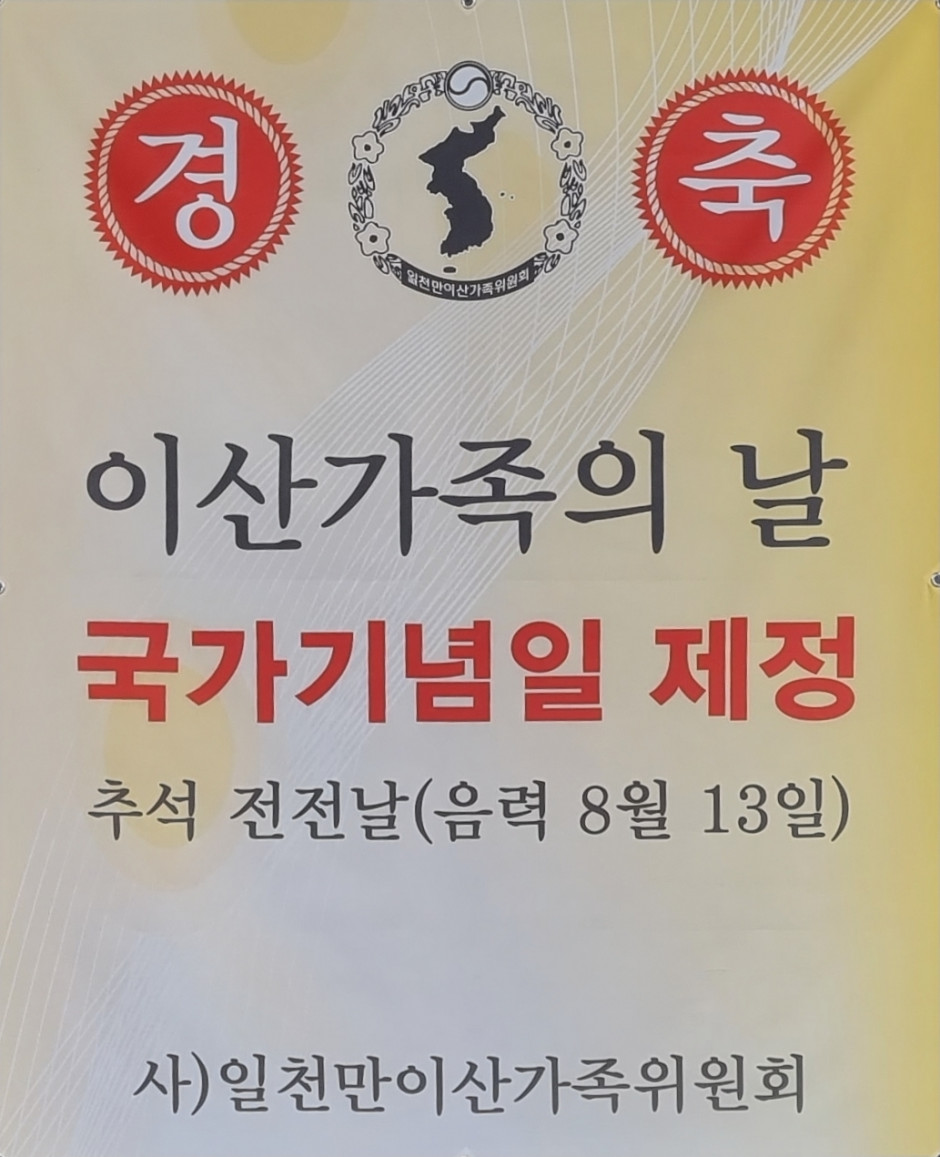 경 축
일천만이산가족위원회
이산가족의 날
국가기념일 제정
추석 전전날(음력 8월 13일)
사)일천만이산가족위원회